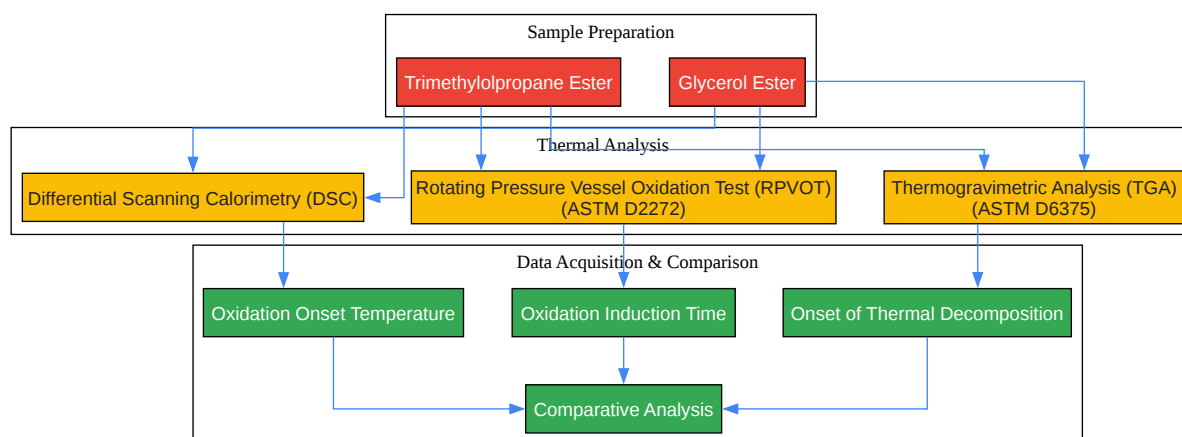 Sample Preparation
Trimethylolpropane Ester
Glycerol Ester
Thermal Analysis
Differential Scanning Calorimetry (DSC)
Rotating Pressure Vessel Oxidation Test (RPVOT)
(ASTM D2272)
Thermogravimetric Analysis (TGA)
(ASTM D6375)
Data Acquisition & Comparison
Oxidation Onset Temperature
Oxidation Induction Time
Onset of Thermal Decomposition
Comparative Analysis